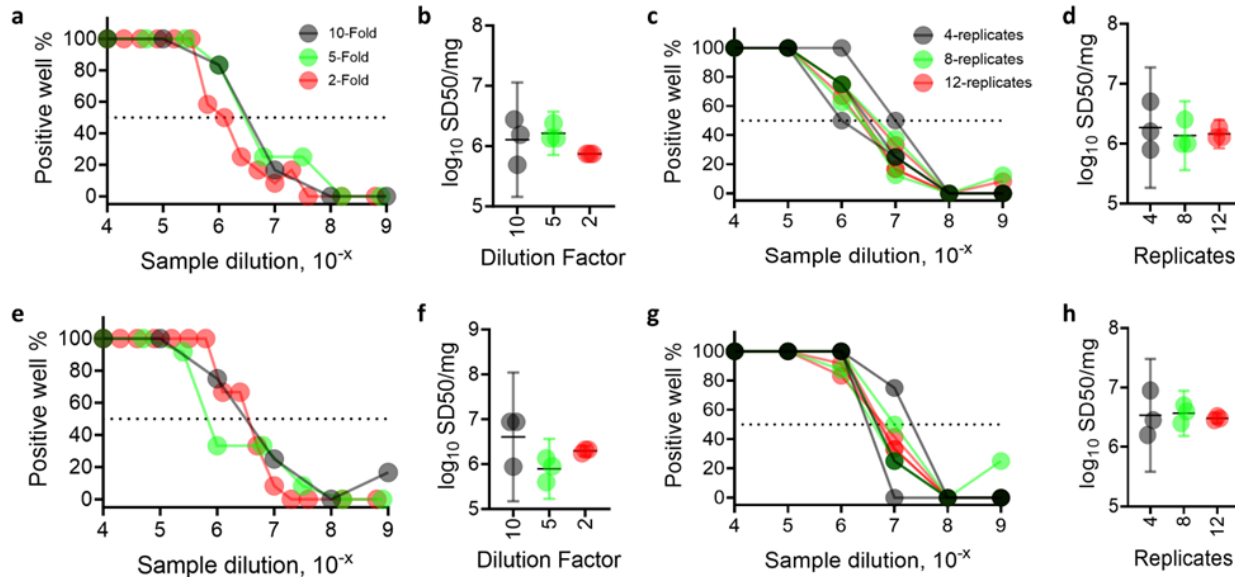 a
Positive well %
100
80
60
40
20
0
10-Fold
5-Fold
2-Fold
4 5 6 7 8 9
Sample dilution, 10-x
b
log10 SD50/mg
8
7
6
5
10 5 2
Dilution Factor
c
Positive well %
100
80
60
40
20
0
4-replicates
8-replicates
12-replicates
4 5 6 7 8 9
Sample dilution, 10-x
d
log10 SD50/mg
8
7
6
5
4 8 12
Replicates
e
Positive well %
100
80
60
40
20
0
4 5 6 7 8 9
Sample dilution, 10-x
f
log10 SD50/mg
9
8
7
6
5
10 5 2
Dilution Factor
g
Positive well %
100
80
60
40
20
0
4 5 6 7 8 9
Sample dilution, 10-x
h
log10 SD50/mg
8
7
6
5
4 8 12
Replicates